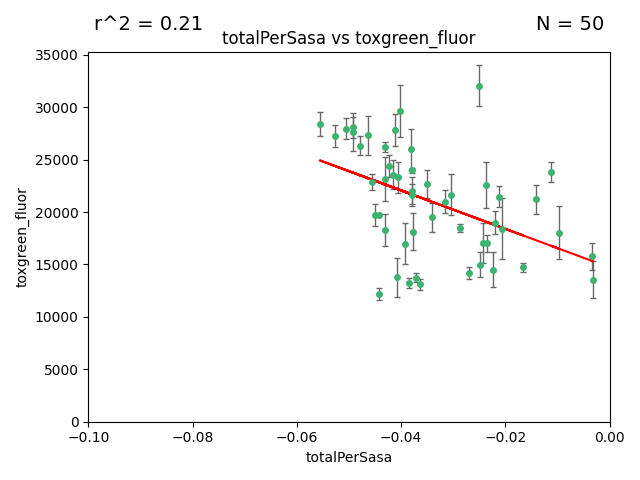 r^2 = 0.21
N = 50
totalPerSasa vs toxgreen_fluor
35000
30000
25000
20000
15000
10000
5000
0
toxgreen_fluor
−0.10
−0.08
−0.06
−0.04
−0.02
0.00
totalPerSasa